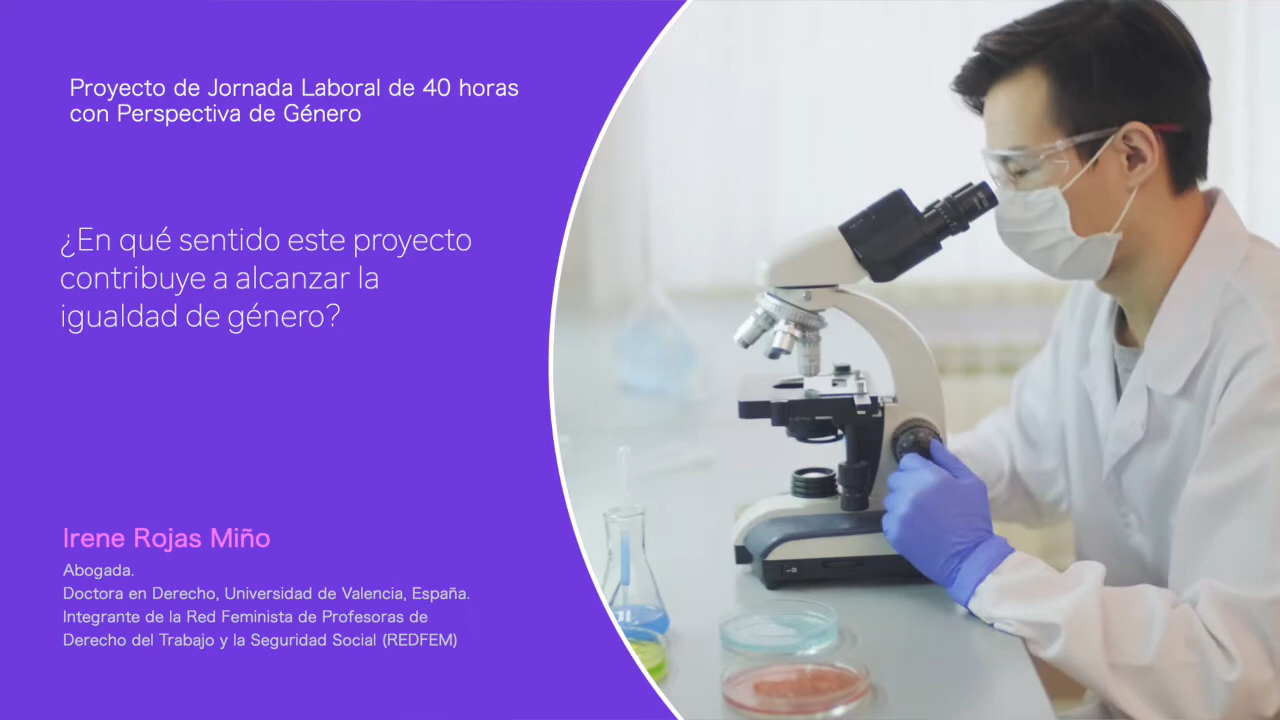 Proyecto de Jornada Laboral de 40 horas
con Perspectiva de Género
¿En qué sentido este proyecto
contribuye a alcanzar la
igualdad de género?
Irene Rojas Miño
Abogada.
Doctora en Derecho, Universidad de Valencia, España.
Integrante de la Red Feminista de Profesoras de
Derecho del Trabajo y la Seguridad Social (REDFEM)